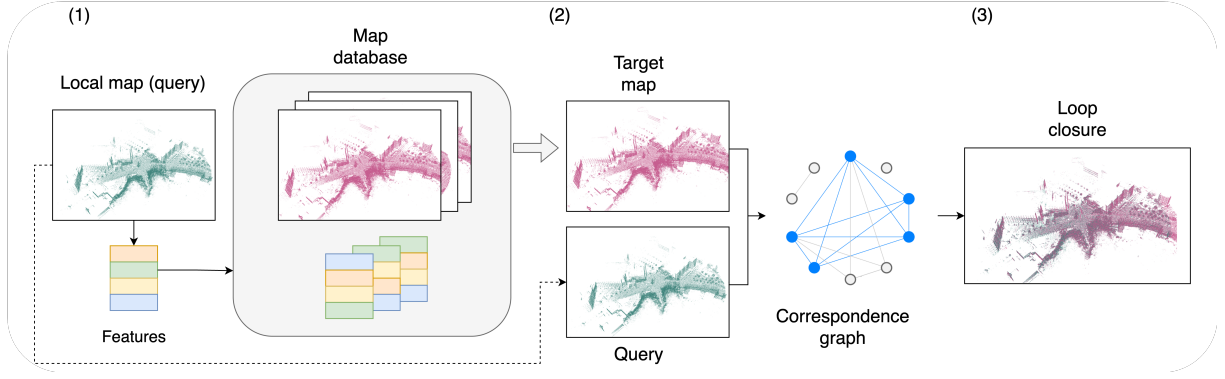 (1)
(2)
(3)
Local map (query)
Map
database
Features
Target
map
Query
Correspondence
graph
Loop
closure